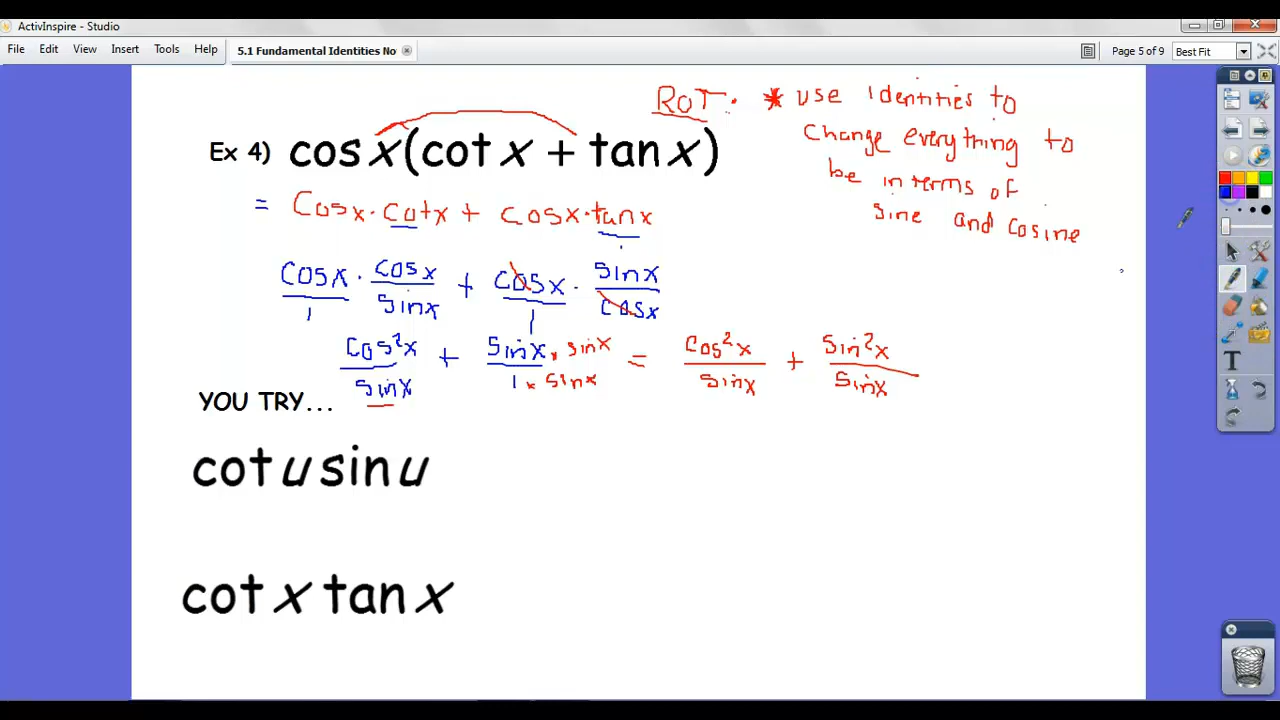 ActivInspire - Studio
File Edit View Insert Tools Help 5.1 Fundamental Identities No Page 5 of 9 Best Fit
ROT. * use identities to
change everything to
be in terms of
sine and cosine
Ex 4) cos x(cot x + tan x)
= cosx · cotx + cosx · tanx
cosx/1 · cosx/sinx + cosx/1 · sinx/cosx
cos²x/sinx + sinx/1 × sinx/× sinx = cos²x/sinx + sin²x/sinx
YOU TRY...
cot u sin u
cot x tan x
T